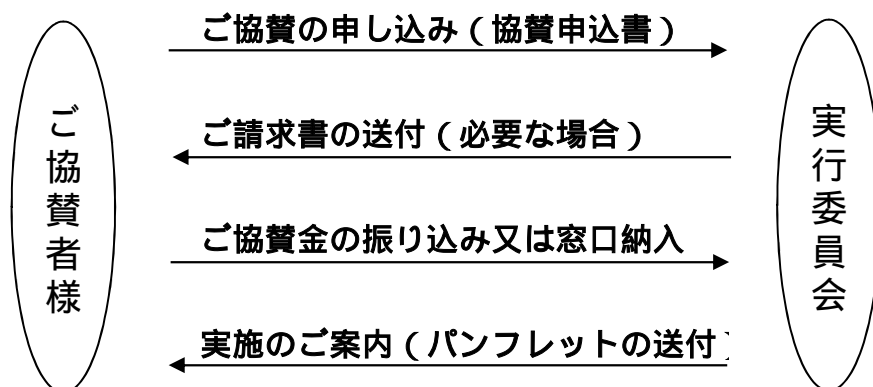 ご協賛の申し込み（協賛申込書）
ご請求書の送付（必要な場合）
ご協賛金の振り込み又は窓口納入
実施のご案内（パンフレットの送付）
ご協賛者様
実行委員会